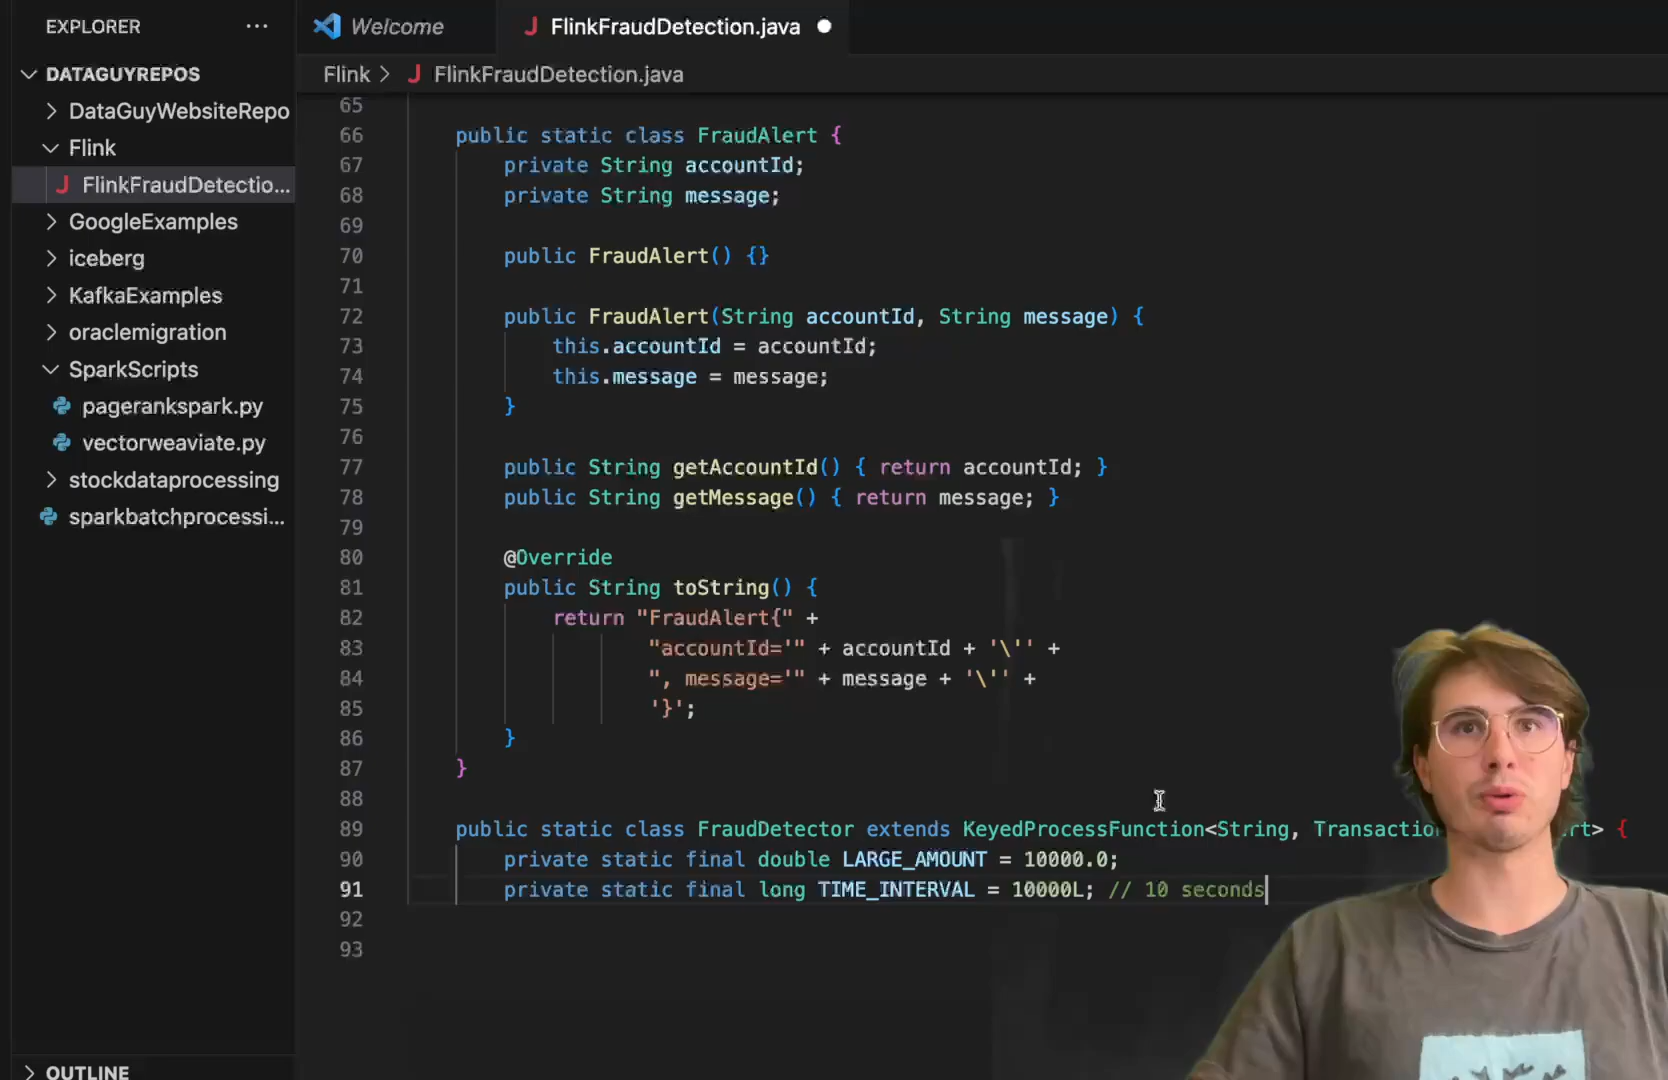 EXPLORER ···
DATAGUYREPOS
DataGuyWebsiteRepo
Flink
FlinkFraudDetectio...
GoogleExamples
iceberg
KafkaExamples
oraclemigration
SparkScripts
pagerankspark.py
vectorweaviate.py
stockdataprocessing
sparkbatchprocessi...
OUTLINE
Welcome
J FlinkFraudDetection.java
Flink > J FlinkFraudDetection.java
65
66 public static class FraudAlert {
67 private String accountId;
68 private String message;
69
70 public FraudAlert() {}
71
72 public FraudAlert(String accountId, String message) {
73 this.accountId = accountId;
74 this.message = message;
75 }
76
77 public String getAccountId() { return accountId; }
78 public String getMessage() { return message; }
79
80 @Override
81 public String toString() {
82 return "FraudAlert{" +
83 "accountId='" + accountId + '\'' +
84 ", message='" + message + '\'' +
85 '}';
86 }
87 }
88
89 public static class FraudDetector extends KeyedProcessFunction<String, Transactio rt> {
90 private static final double LARGE_AMOUNT = 10000.0;
91 private static final long TIME_INTERVAL = 10000L; // 10 seconds
92
93